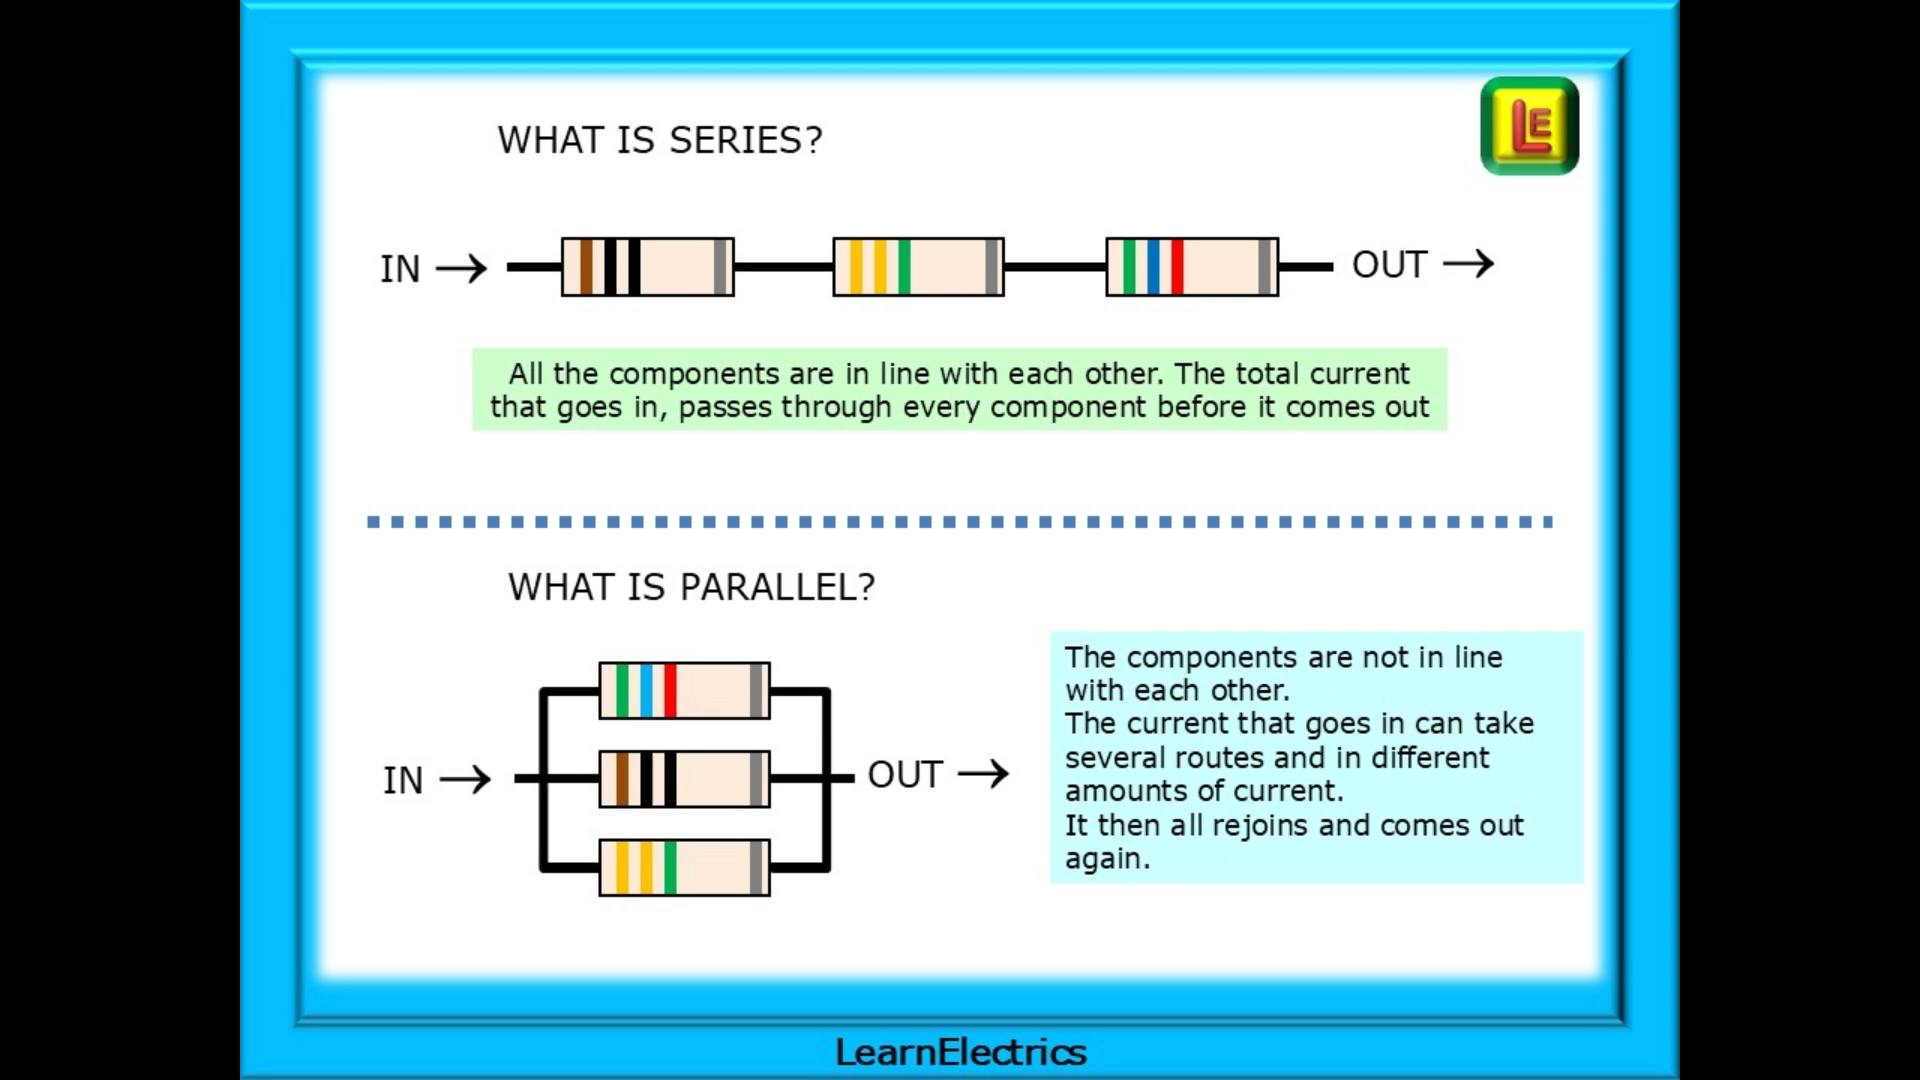 WHAT IS SERIES?
LE
IN → OUT →
All the components are in line with each other. The total current
that goes in, passes through every component before it comes out
WHAT IS PARALLEL?
IN → OUT →
The components are not in line
with each other.
The current that goes in can take
several routes and in different
amounts of current.
It then all rejoins and comes out
again.
LearnElectrics